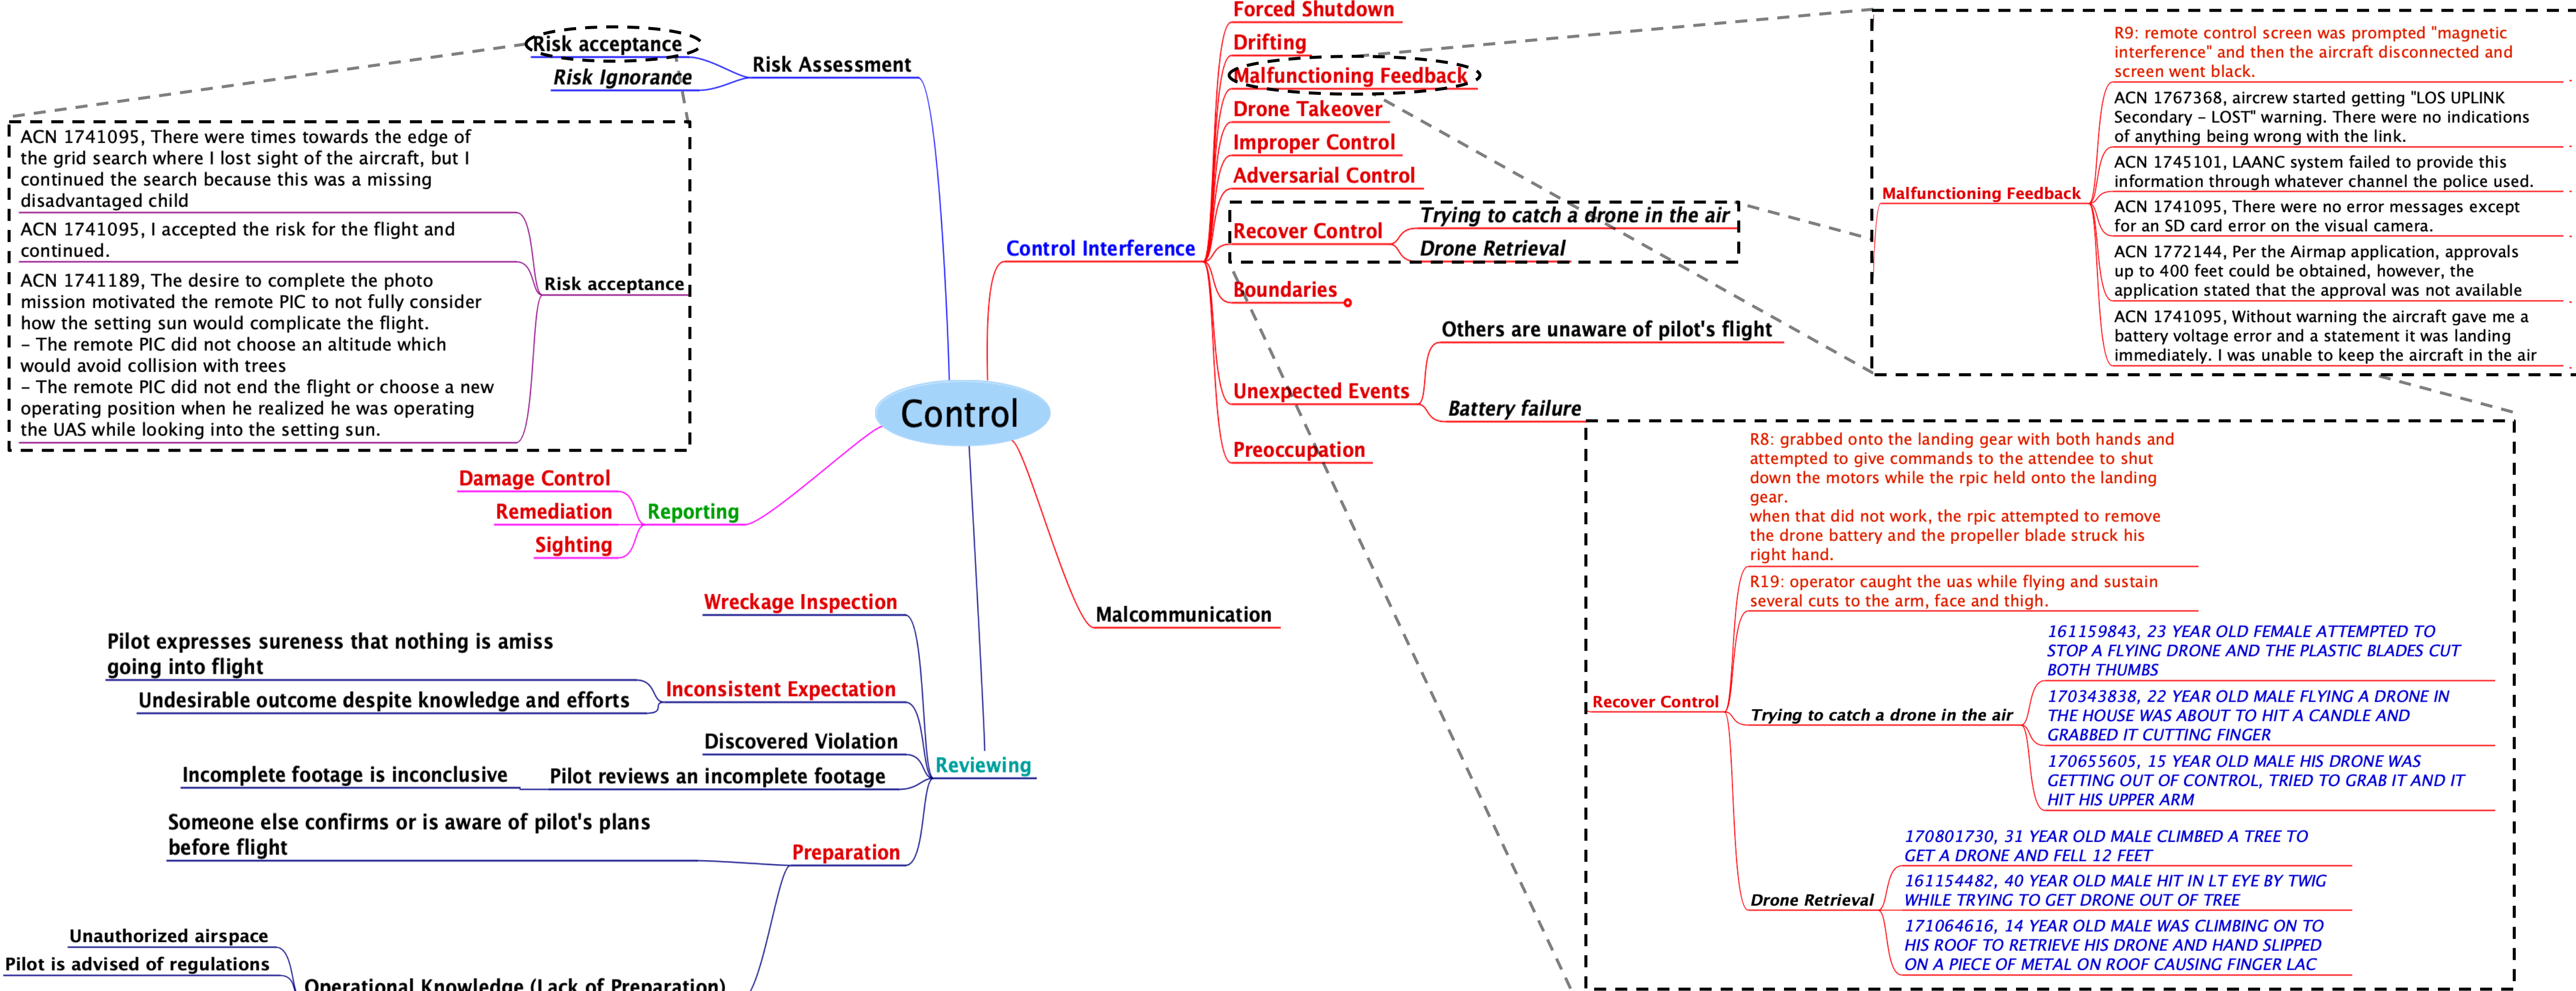 Risk acceptance
Risk Ignorance
Risk Assessment
ACN 1741095, There were times towards the edge of
the grid search where I lost sight of the aircraft, but I
continued the search because this was a missing
disadvantaged child
ACN 1741095, I accepted the risk for the flight and
continued.
ACN 1741189, The desire to complete the photo
mission motivated the remote PIC to not fully consider
how the setting sun would complicate the flight.
– The remote PIC did not choose an altitude which
would avoid collision with trees
– The remote PIC did not end the flight or choose a new
operating position when he realized he was operating
the UAS while looking into the setting sun.
Risk acceptance
Control
Damage Control
Remediation
Sighting
Reporting
Wreckage Inspection
Pilot expresses sureness that nothing is amiss
going into flight
Undesirable outcome despite knowledge and efforts
Inconsistent Expectation
Discovered Violation
Incomplete footage is inconclusive
Pilot reviews an incomplete footage
Reviewing
Someone else confirms or is aware of pilot's plans
before flight
Preparation
Unauthorized airspace
Pilot is advised of regulations
Operational Knowledge (Lack of Preparation)
Control Interference
Forced Shutdown
Drifting
Malfunctioning Feedback
Drone Takeover
Improper Control
Adversarial Control
Recover Control
Trying to catch a drone in the air
Drone Retrieval
Boundaries
Unexpected Events
Others are unaware of pilot's flight
Battery failure
Preoccupation
Malcommunication
Malfunctioning Feedback
R9: remote control screen was prompted "magnetic
interference" and then the aircraft disconnected and
screen went black.
ACN 1767368, aircrew started getting "LOS UPLINK
Secondary – LOST" warning. There were no indications
of anything being wrong with the link.
ACN 1745101, LAANC system failed to provide this
information through whatever channel the police used.
ACN 1741095, There were no error messages except
for an SD card error on the visual camera.
ACN 1772144, Per the Airmap application, approvals
up to 400 feet could be obtained, however, the
application stated that the approval was not available
ACN 1741095, Without warning the aircraft gave me a
battery voltage error and a statement it was landing
immediately. I was unable to keep the aircraft in the air
Recover Control
R8: grabbed onto the landing gear with both hands and
attempted to give commands to the attendee to shut
down the motors while the rpic held onto the landing
gear.
when that did not work, the rpic attempted to remove
the drone battery and the propeller blade struck his
right hand.
R19: operator caught the uas while flying and sustain
several cuts to the arm, face and thigh.
Trying to catch a drone in the air
161159843, 23 YEAR OLD FEMALE ATTEMPTED TO
STOP A FLYING DRONE AND THE PLASTIC BLADES CUT
BOTH THUMBS
170343838, 22 YEAR OLD MALE FLYING A DRONE IN
THE HOUSE WAS ABOUT TO HIT A CANDLE AND
GRABBED IT CUTTING FINGER
170655605, 15 YEAR OLD MALE HIS DRONE WAS
GETTING OUT OF CONTROL, TRIED TO GRAB IT AND IT
HIT HIS UPPER ARM
Drone Retrieval
170801730, 31 YEAR OLD MALE CLIMBED A TREE TO
GET A DRONE AND FELL 12 FEET
161154482, 40 YEAR OLD MALE HIT IN LT EYE BY TWIG
WHILE TRYING TO GET DRONE OUT OF TREE
171064616, 14 YEAR OLD MALE WAS CLIMBING ON TO
HIS ROOF TO RETRIEVE HIS DRONE AND HAND SLIPPED
ON A PIECE OF METAL ON ROOF CAUSING FINGER LAC